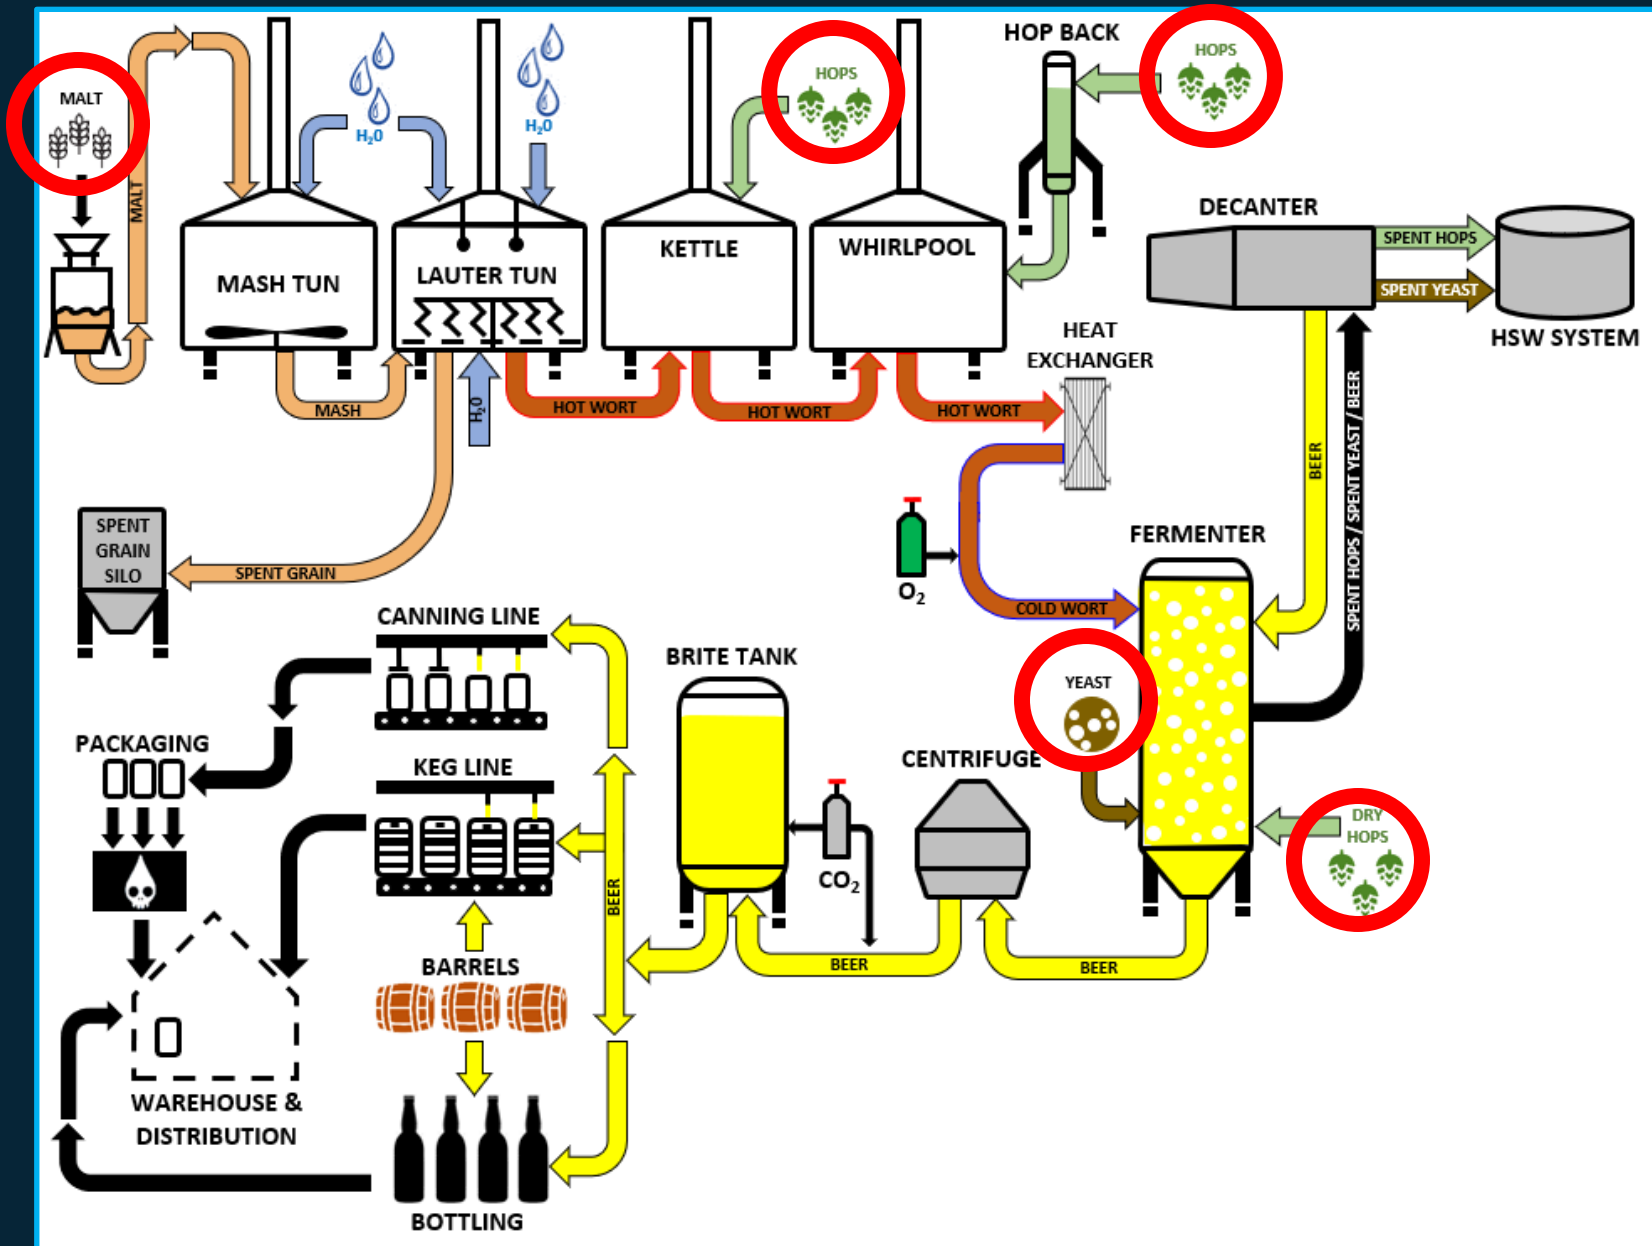 HOP BACK
MALT
HOPS
HOPS
H₂0
H₂0
MALT
DECANTER
SPENT HOPS
SPENT YEAST
HSW SYSTEM
MASH TUN
LAUTER TUN
KETTLE
WHIRLPOOL
HEAT
EXCHANGER
MASH
H₂0
HOT WORT
HOT WORT
HOT WORT
BEER
SPENT HOPS / SPENT YEAST / BEER
SPENT
GRAIN
SILO
SPENT GRAIN
O₂
COLD WORT
FERMENTER
CANNING LINE
BRITE TANK
YEAST
PACKAGING
KEG LINE
CENTRIFUGE
DRY
HOPS
CO₂
BEER
BEER
BEER
BARRELS
WAREHOUSE &
DISTRIBUTION
BOTTLING